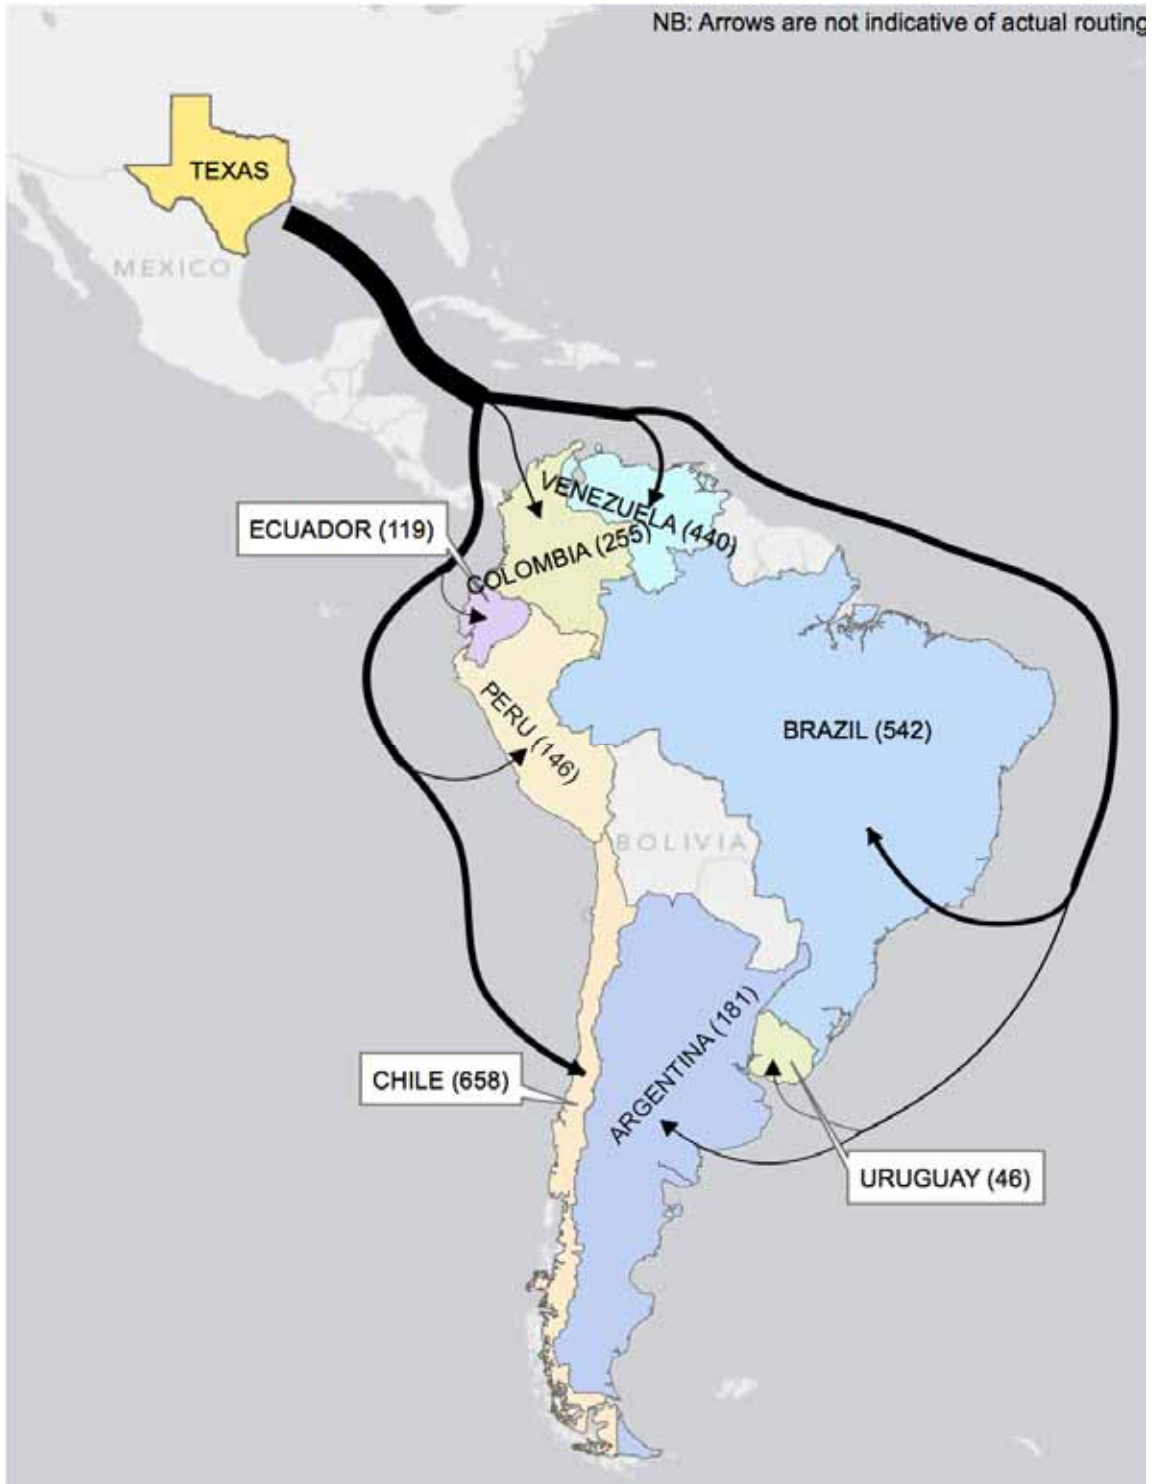 NB: Arrows are not indicative of actual routing
TEXAS
MEXICO
VENEZUELA (440)
ECUADOR (119)
COLOMBIA (255)
PERU (146)
BRAZIL (542)
BOLIVIA
ARGENTINA (181)
CHILE (658)
URUGUAY (46)